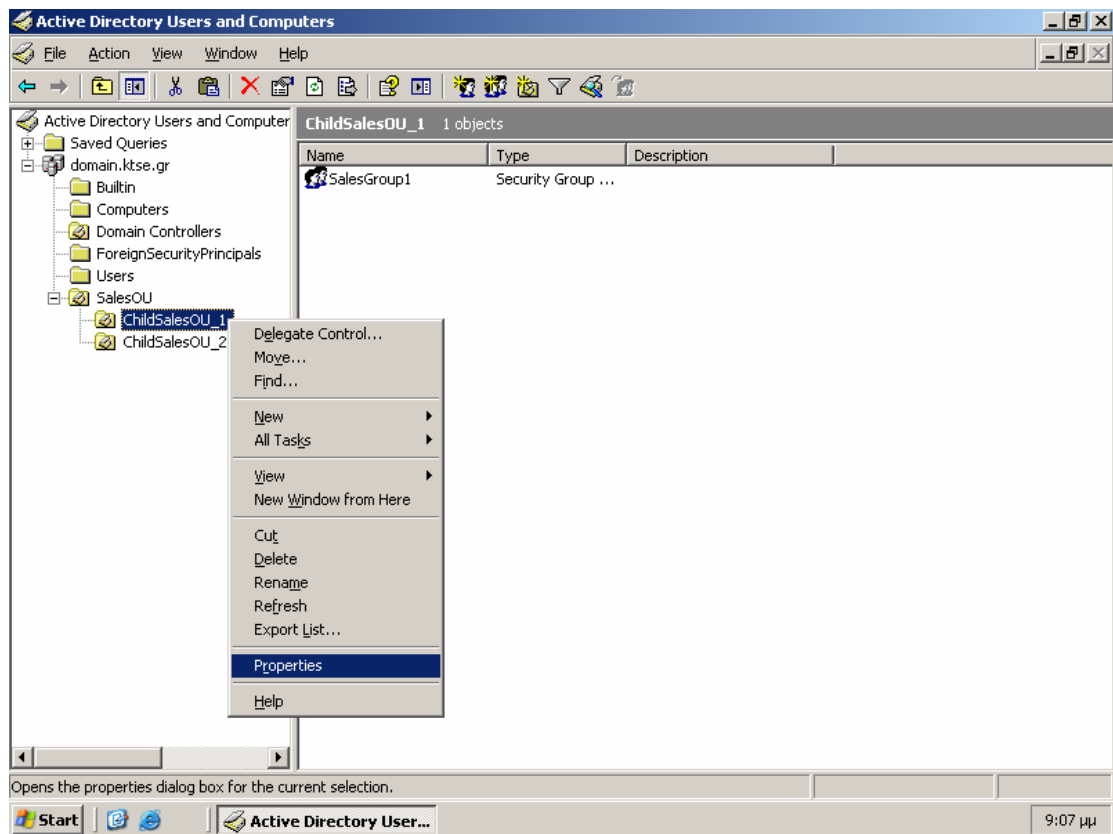 Active Directory Users and Computers
File Action View Window Help
Active Directory Users and Computer
ChildSalesOU_1 1 objects
Saved Queries
domain.ktse.gr
Builtin
Computers
Domain Controllers
ForeignSecurityPrincipals
Users
SalesOU
ChildSalesOU_1
ChildSalesOU_2
Name Type Description
SalesGroup1 Security Group ...
Delegate Control...
Move...
Find...
New
All Tasks
View
New Window from Here
Cut
Delete
Rename
Refresh
Export List...
Properties
Help
Opens the properties dialog box for the current selection.
Start Active Directory User... 9:07 μμ